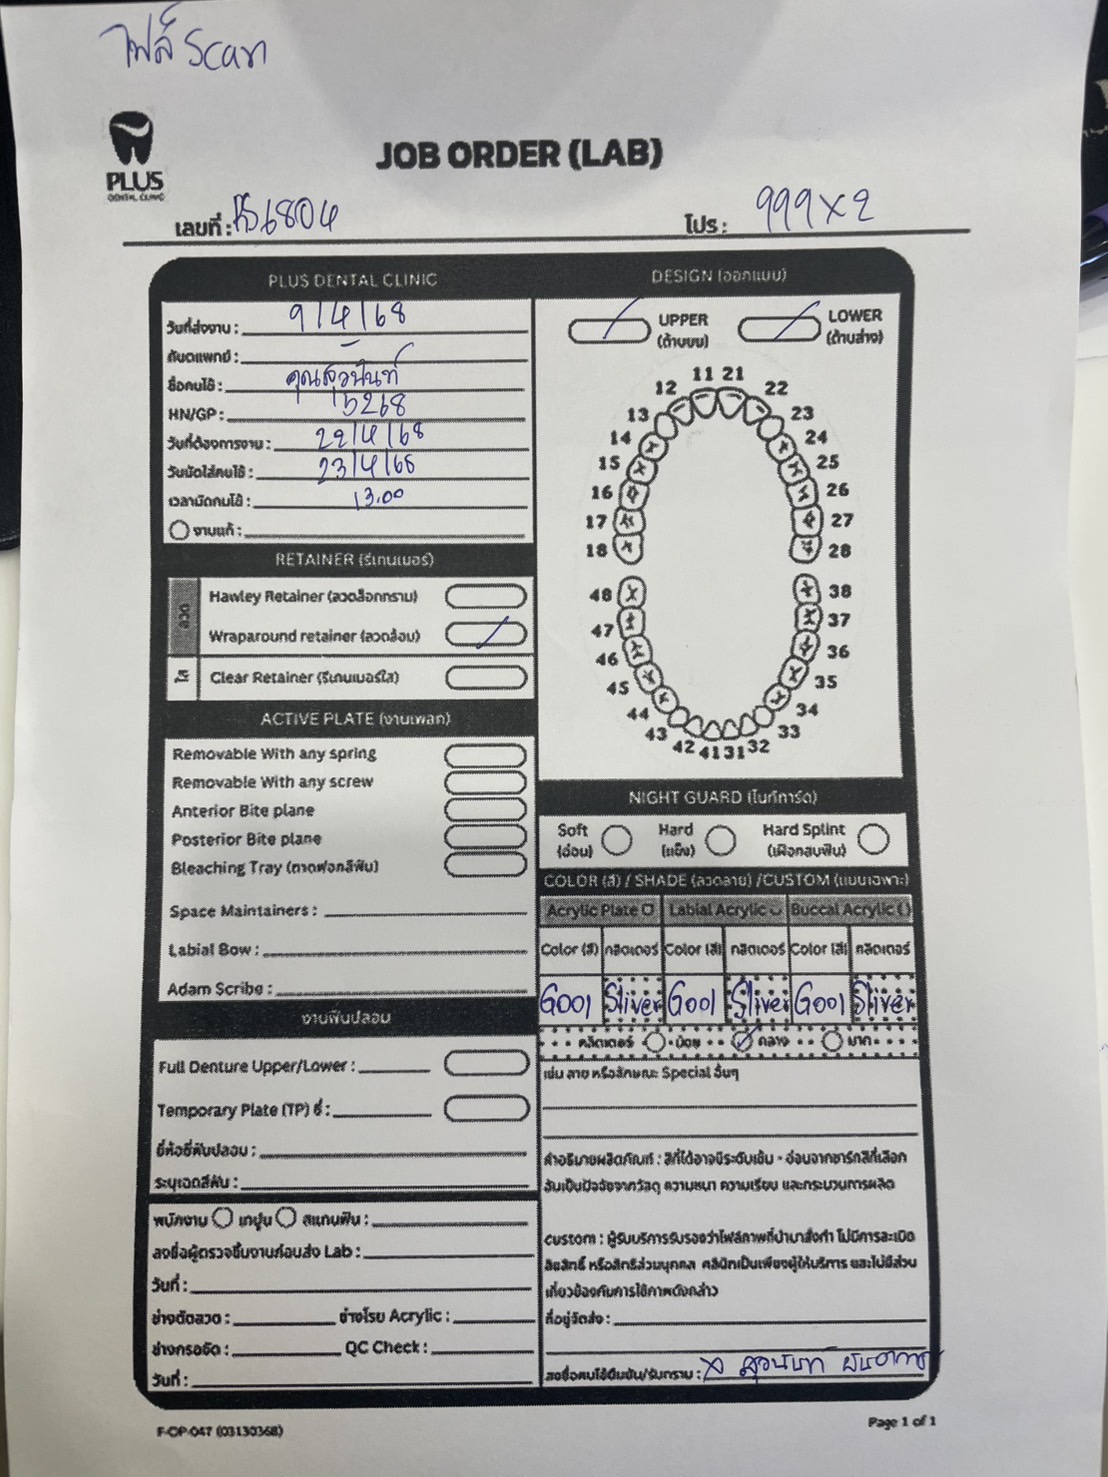 ไฟล์ Scan
PLUS
DENTAL CLINIC
JOB ORDER (LAB)
เลขที่ :
โปร : 999x2
PLUS DENTAL CLINIC
วันที่ส่งงาน : 9/4/68
ทันตแพทย์ : -
ชื่อคนไข้ : คุณสุวนันท์
HN/GP : 15268
วันที่ต้องการงาน : 22/4/68
วันนัดใส่คนไข้ : 23/4/68
เวลานัดคนไข้ : 13.00
งานแก้ :
RETAINER (รีเทนเนอร์)
ลวด
Hawley Retainer (ลวดล็อกกราม)
Wraparound retainer (ลวดล้อม)
ใส
Clear Retainer (รีเทนเนอร์ใส)
ACTIVE PLATE (งานเพลท)
Removable With any spring
Removable With any screw
Anterior Bite plane
Posterior Bite plane
Bleaching Tray (ถาดฟอกสีฟัน)
Space Maintainers :
Labial Bow :
Adam Scribe :
งานฟันปลอม
Full Denture Upper/Lower :
Temporary Plate (TP) ซี่ :
ยี่ห้อซี่ฟันปลอม :
ระบุเฉดสีฟัน :
พนักงาน เทปูน สแกนฟัน :
ลงชื่อผู้ตรวจชิ้นงานก่อนส่ง Lab :
วันที่ :
ช่างดัดลวด : ช่างโรย Acrylic :
ช่างกรอขัด : QC Check :
วันที่ :
DESIGN (ออกแบบ)
UPPER (ด้านบน)
LOWER (ด้านล่าง)
11 21
12 22
13 23
14 24
15 25
16 26
17 27
18 28
48 38
47 37
46 36
45 35
44 34
43 33
42 41 31 32
NIGHT GUARD (ไนท์การ์ด)
Soft (อ่อน)
Hard (แข็ง)
Hard Splint (เฝือกสบฟัน)
COLOR (สี) / SHADE (ลวดลาย) /CUSTOM (แบบเฉพาะ)
Acrylic Plate Labial Acrylic Buccal Acrylic
Color (สี) กลิตเตอร์ Color (สี) กลิตเตอร์ Color (สี) กลิตเตอร์
G001 Sliver G001 Sliver G001 Sliver
กลิตเตอร์ น้อย กลาง มาก
เช่น ลาย หรือลักษณะ Special อื่นๆ
คำอธิบายผลิตภัณฑ์ : สีที่ได้อาจมีระดับเข้ม - อ่อนจากชาร์ทสีที่เลือก
อันเป็นปัจจัยจากวัสดุ ความหนา ความเรียบ และกระบวนการผลิต
custom : ผู้รับบริการรับรองว่าไฟล์ภาพที่นำมาสั่งทำ ไม่มีการละเมิด
ลิขสิทธิ์ หรือสิทธิส่วนบุคคล คลินิกเป็นเพียงผู้ให้บริการ และไม่มีส่วน
เกี่ยวข้องกับการใช้ภาพดังกล่าว
ที่อยู่จัดส่ง :
ลงชื่อคนไข้ยืนยัน/รับทราบ : x สุวนันท์
F-OP-047 (03130368)
Page 1 of 1